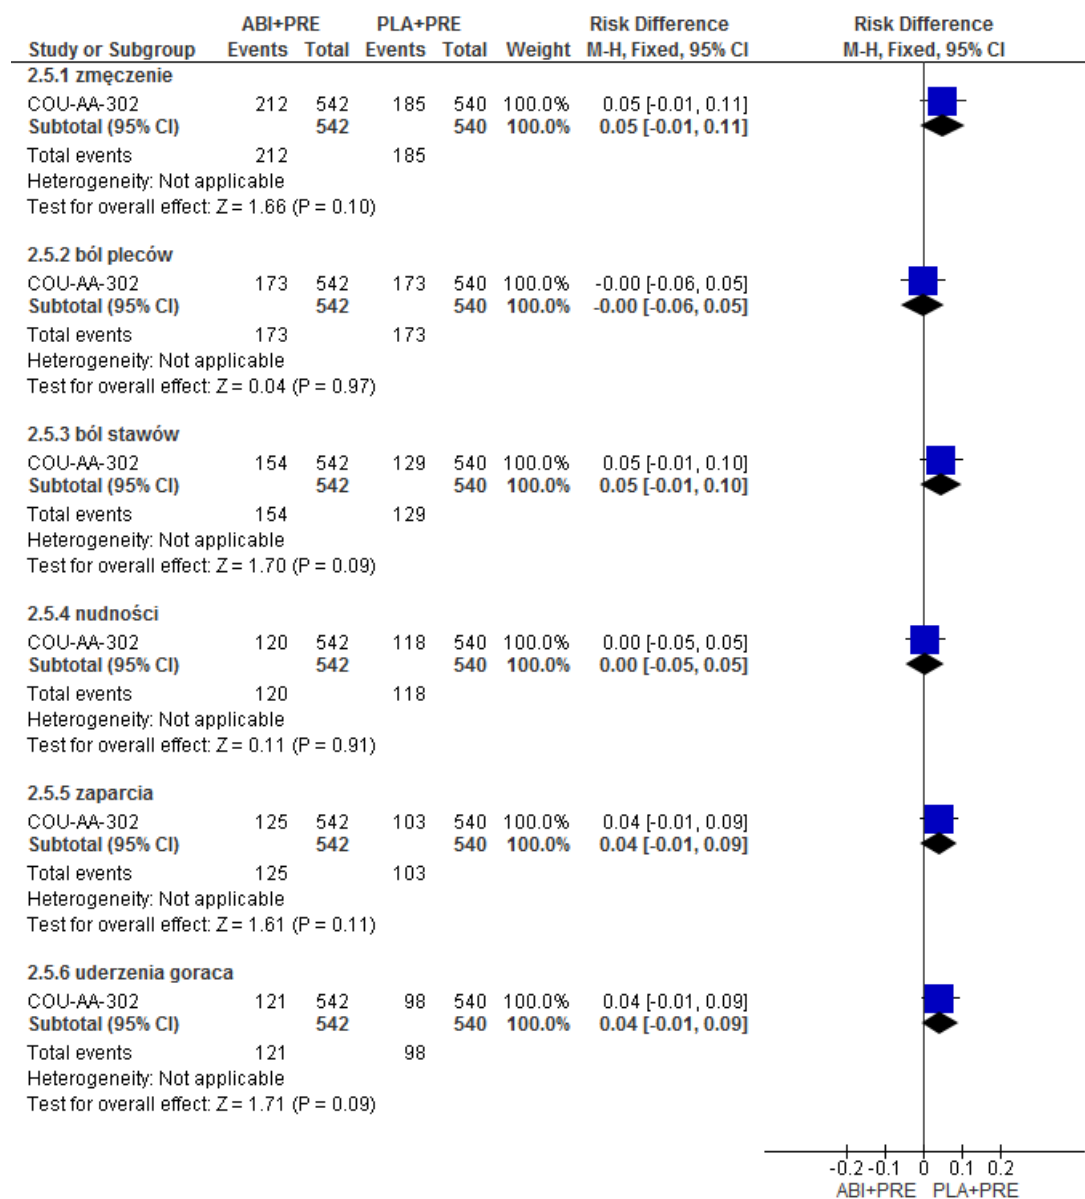 ABI+PRE PLA+PRE Risk Difference Risk Difference
Study or Subgroup Events Total Events Total Weight M-H, Fixed, 95% CI M-H, Fixed, 95% CI
2.5.1 zmęczenie
COU-AA-302 212 542 185 540 100.0% 0.05 [-0.01, 0.11]
Subtotal (95% CI) 542 540 100.0% 0.05 [-0.01, 0.11]
Total events 212 185
Heterogeneity: Not applicable
Test for overall effect: Z = 1.66 (P = 0.10)
2.5.2 ból pleców
COU-AA-302 173 542 173 540 100.0% -0.00 [-0.06, 0.05]
Subtotal (95% CI) 542 540 100.0% -0.00 [-0.06, 0.05]
Total events 173 173
Heterogeneity: Not applicable
Test for overall effect: Z = 0.04 (P = 0.97)
2.5.3 ból stawów
COU-AA-302 154 542 129 540 100.0% 0.05 [-0.01, 0.10]
Subtotal (95% CI) 542 540 100.0% 0.05 [-0.01, 0.10]
Total events 154 129
Heterogeneity: Not applicable
Test for overall effect: Z = 1.70 (P = 0.09)
2.5.4 nudności
COU-AA-302 120 542 118 540 100.0% 0.00 [-0.05, 0.05]
Subtotal (95% CI) 542 540 100.0% 0.00 [-0.05, 0.05]
Total events 120 118
Heterogeneity: Not applicable
Test for overall effect: Z = 0.11 (P = 0.91)
2.5.5 zaparcia
COU-AA-302 125 542 103 540 100.0% 0.04 [-0.01, 0.09]
Subtotal (95% CI) 542 540 100.0% 0.04 [-0.01, 0.09]
Total events 125 103
Heterogeneity: Not applicable
Test for overall effect: Z = 1.61 (P = 0.11)
2.5.6 uderzenia goraca
COU-AA-302 121 542 98 540 100.0% 0.04 [-0.01, 0.09]
Subtotal (95% CI) 542 540 100.0% 0.04 [-0.01, 0.09]
Total events 121 98
Heterogeneity: Not applicable
Test for overall effect: Z = 1.71 (P = 0.09)
-0.2 -0.1 0 0.1 0.2
ABI+PRE PLA+PRE